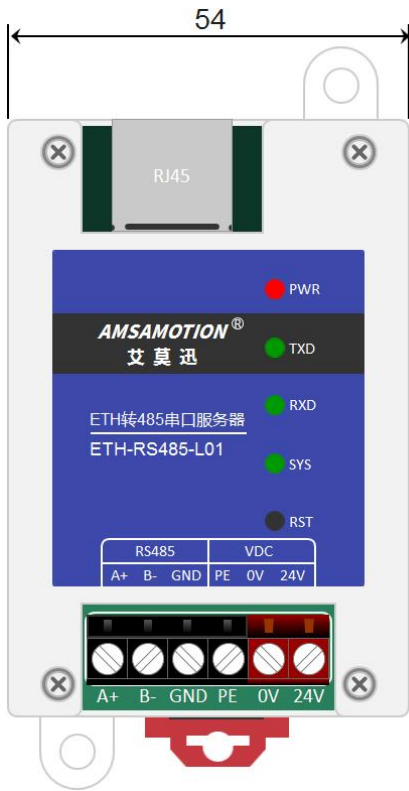 54
RJ45
PWR
AMSAMOTION®
艾莫迅
TXD
RXD
ETH转485串口服务器
ETH-RS485-L01
SYS
RST
RS485 VDC
A+ B- GND PE 0V 24V
A+ B- GND PE 0V 24V